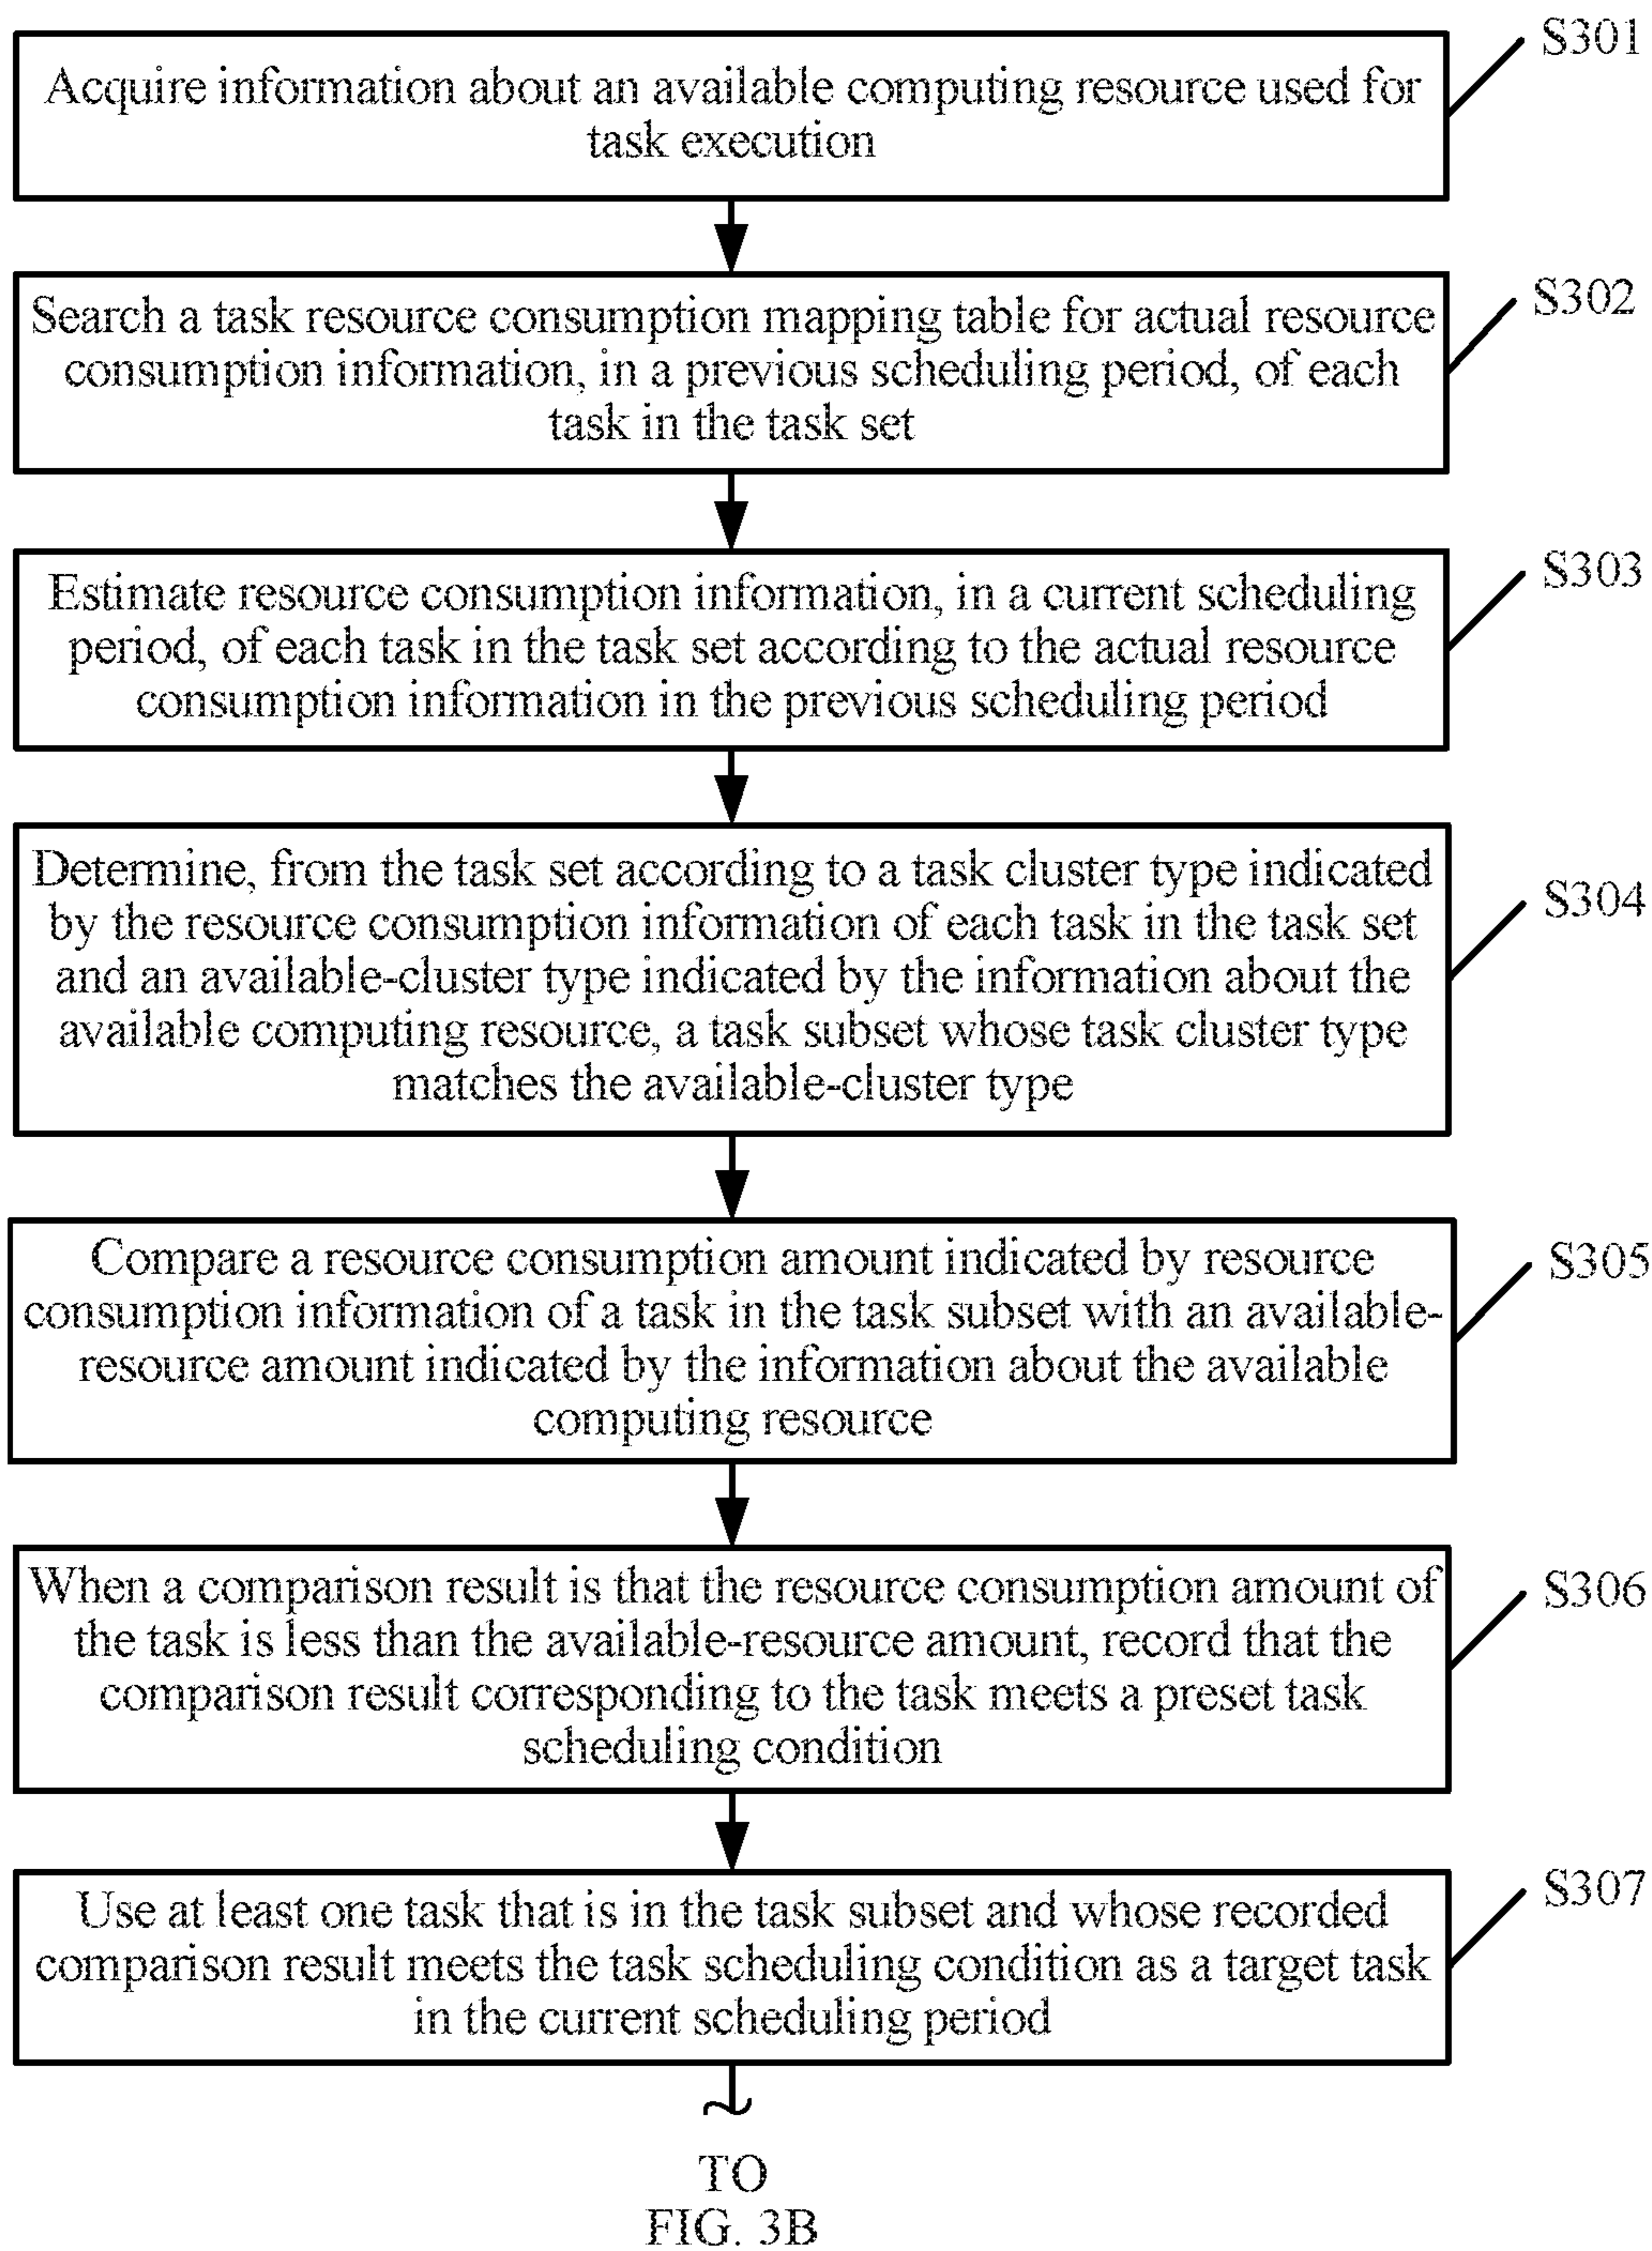 S301
Acquire information about an available computing resource used for
task execution
S302
Search a task resource consumption mapping table for actual resource
consumption information, in a previous scheduling period, of each
task in the task set
S303
Estimate resource consumption information, in a current scheduling
period, of each task in the task set according to the actual resource
consumption information in the previous scheduling period
S304
Determine, from the task set according to a task cluster type indicated
by the resource consumption information of each task in the task set
and an available-cluster type indicated by the information about the
available computing resource, a task subset whose task cluster type
matches the available-cluster type
S305
Compare a resource consumption amount indicated by resource
consumption information of a task in the task subset with an available-
resource amount indicated by the information about the available
computing resource
S306
When a comparison result is that the resource consumption amount of
the task is less than the available-resource amount, record that the
comparison result corresponding to the task meets a preset task
scheduling condition
S307
Use at least one task that is in the task subset and whose recorded
comparison result meets the task scheduling condition as a target task
in the current scheduling period
TO
FIG. 3B